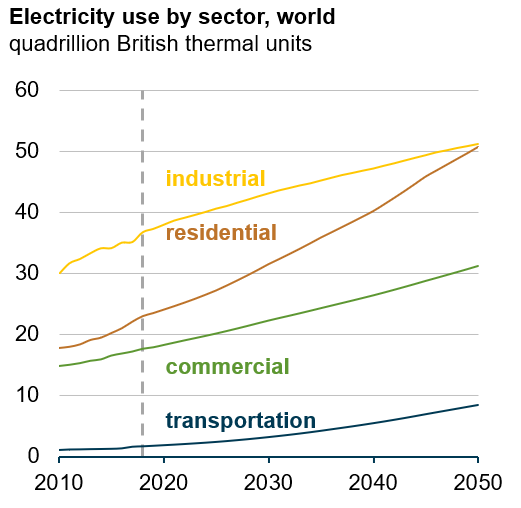 Electricity use by sector, world
quadrillion British thermal units
60
50
industrial
40
residential
30
20
commercial
10
transportation
0
2010 2020 2030 2040 2050